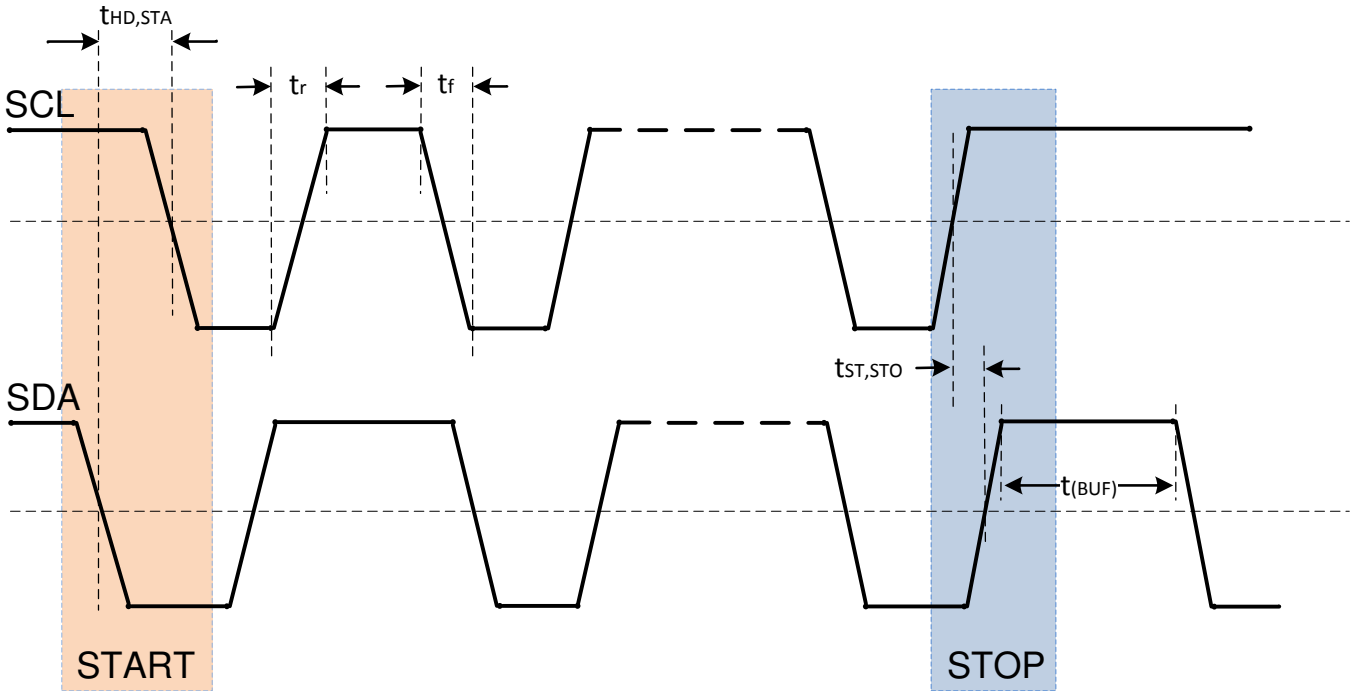 tHD,STA
tr
tf
SCL
tST,STO
SDA
t(BUF)
START
STOP